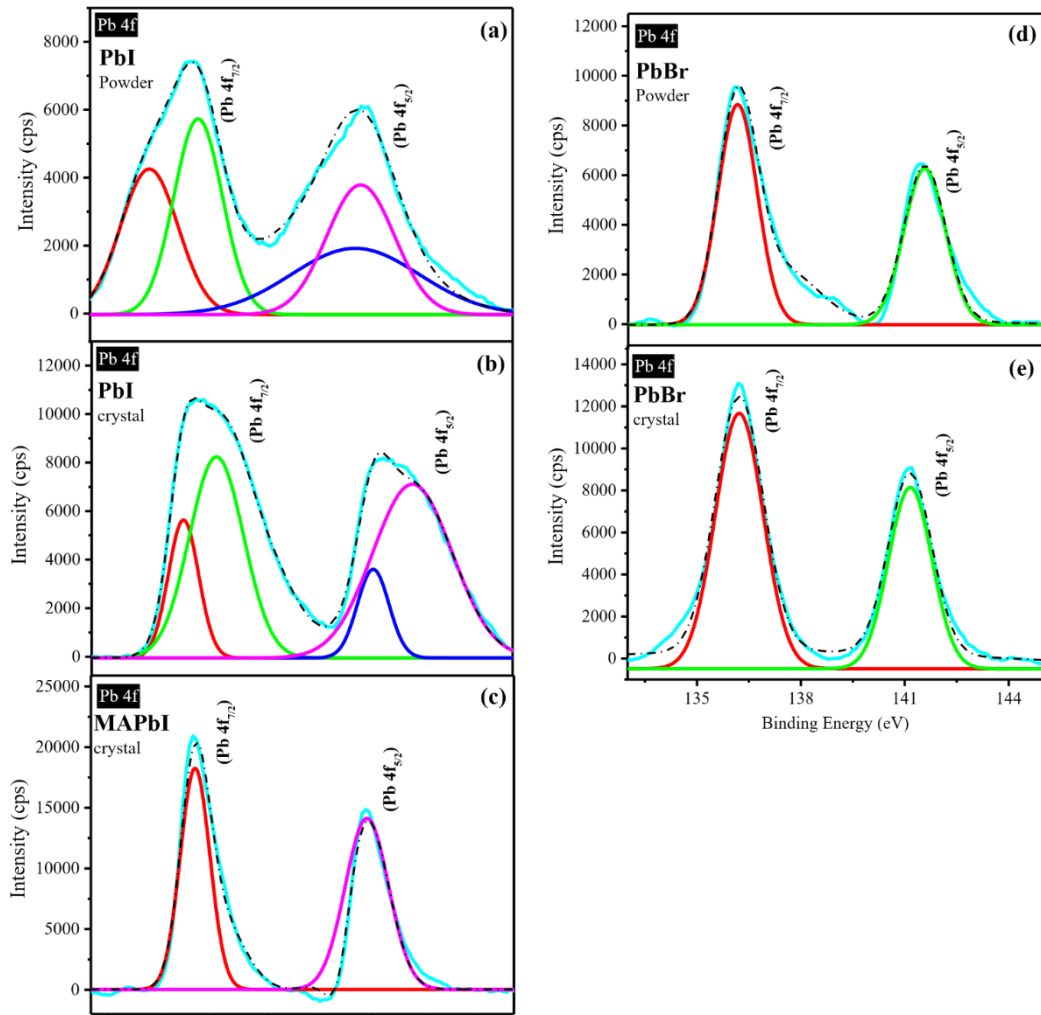 Pb 4f
(a)
PbI
Powder
(Pb 4f7/2)
(Pb 4f5/2)
Intensity (cps)
8000
6000
4000
2000
0
Pb 4f
(b)
PbI
crystal
(Pb 4f7/2)
(Pb 4f5/2)
Intensity (cps)
12000
10000
8000
6000
4000
2000
0
Pb 4f
(c)
MAPbI
crystal
(Pb 4f7/2)
(Pb 4f5/2)
Intensity (cps)
25000
20000
15000
10000
5000
0
Pb 4f
(d)
PbBr
Powder
(Pb 4f7/2)
(Pb 4f5/2)
Intensity (cps)
12000
10000
8000
6000
4000
2000
0
Pb 4f
(e)
PbBr
crystal
(Pb 4f7/2)
(Pb 4f5/2)
Intensity (cps)
14000
12000
10000
8000
6000
4000
2000
0
135 138 141 144
Binding Energy (eV)